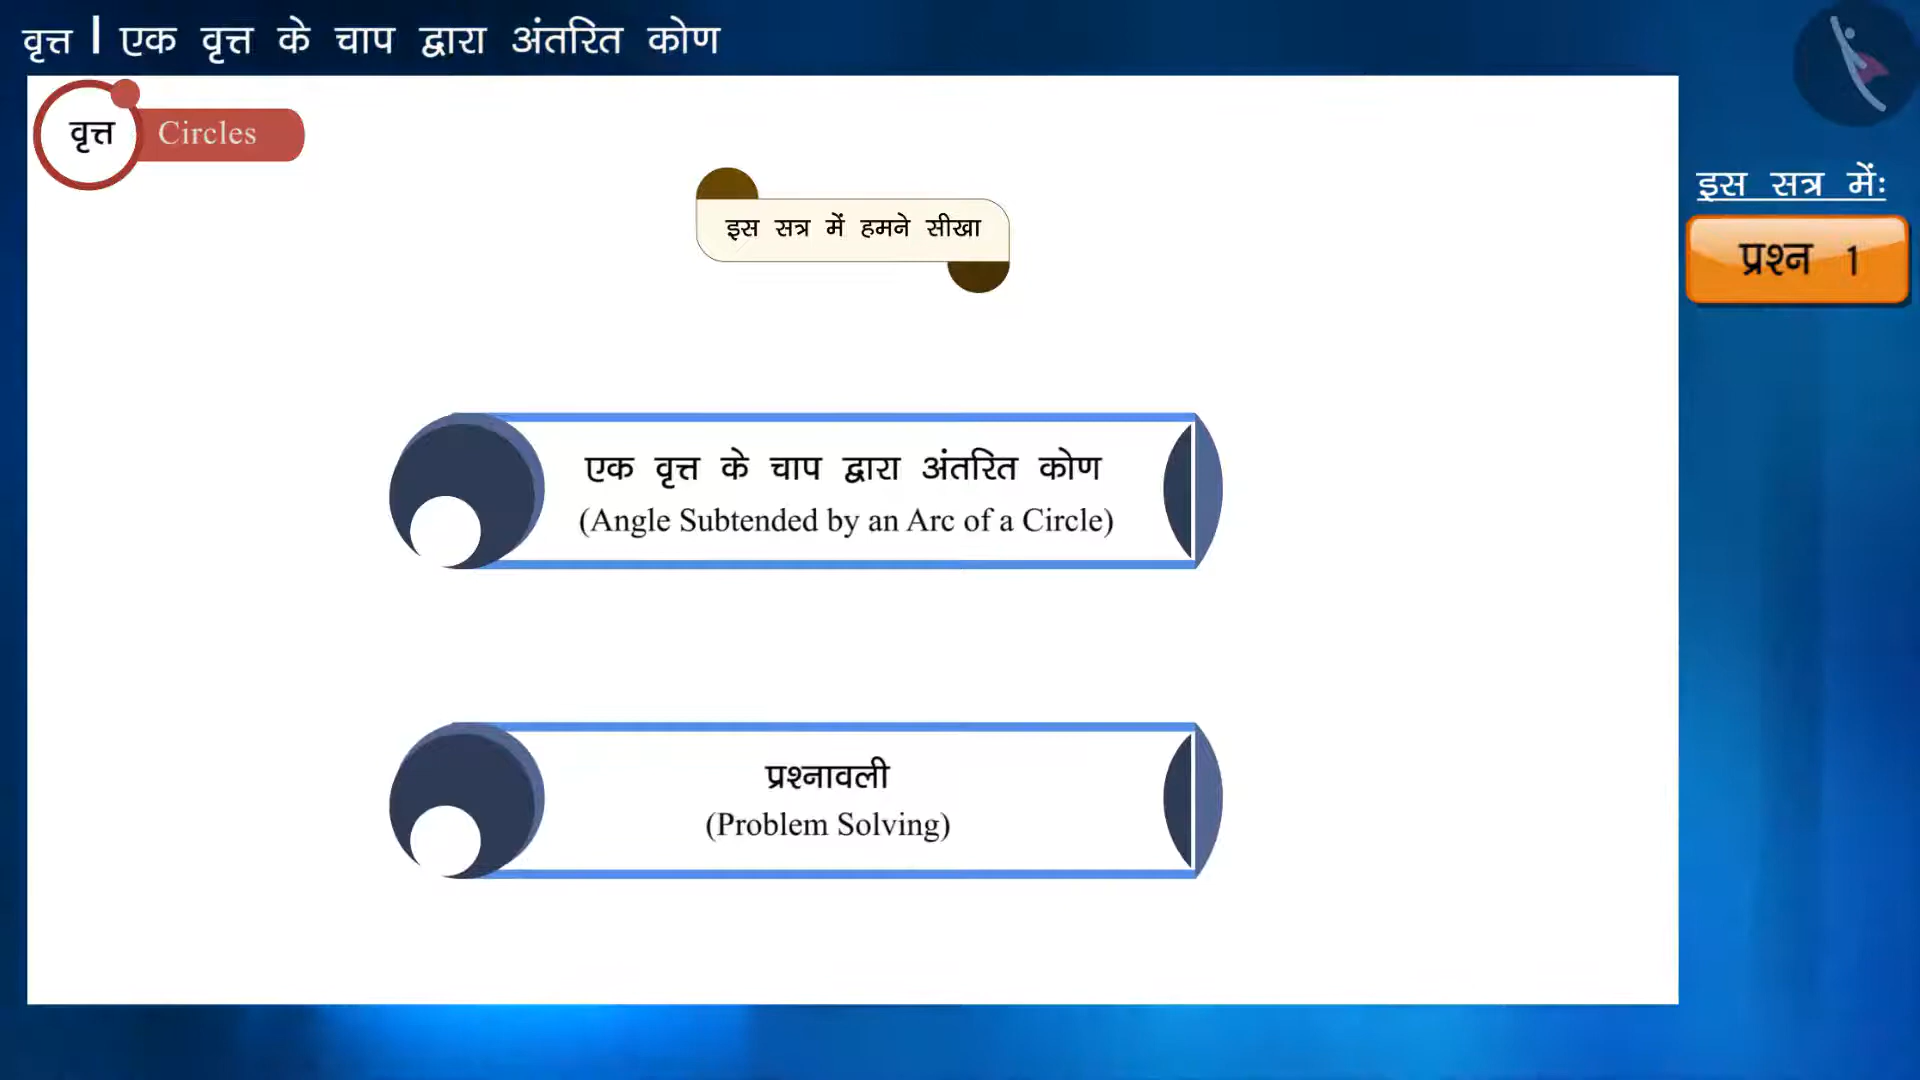 वृत्त | एक वृत्त के चाप द्वारा अंतरित कोण
वृत्त Circles
इस सत्र में:
प्रश्न 1
इस सत्र में हमने सीखा
एक वृत्त के चाप द्वारा अंतरित कोण
(Angle Subtended by an Arc of a Circle)
प्रश्नावली
(Problem Solving)